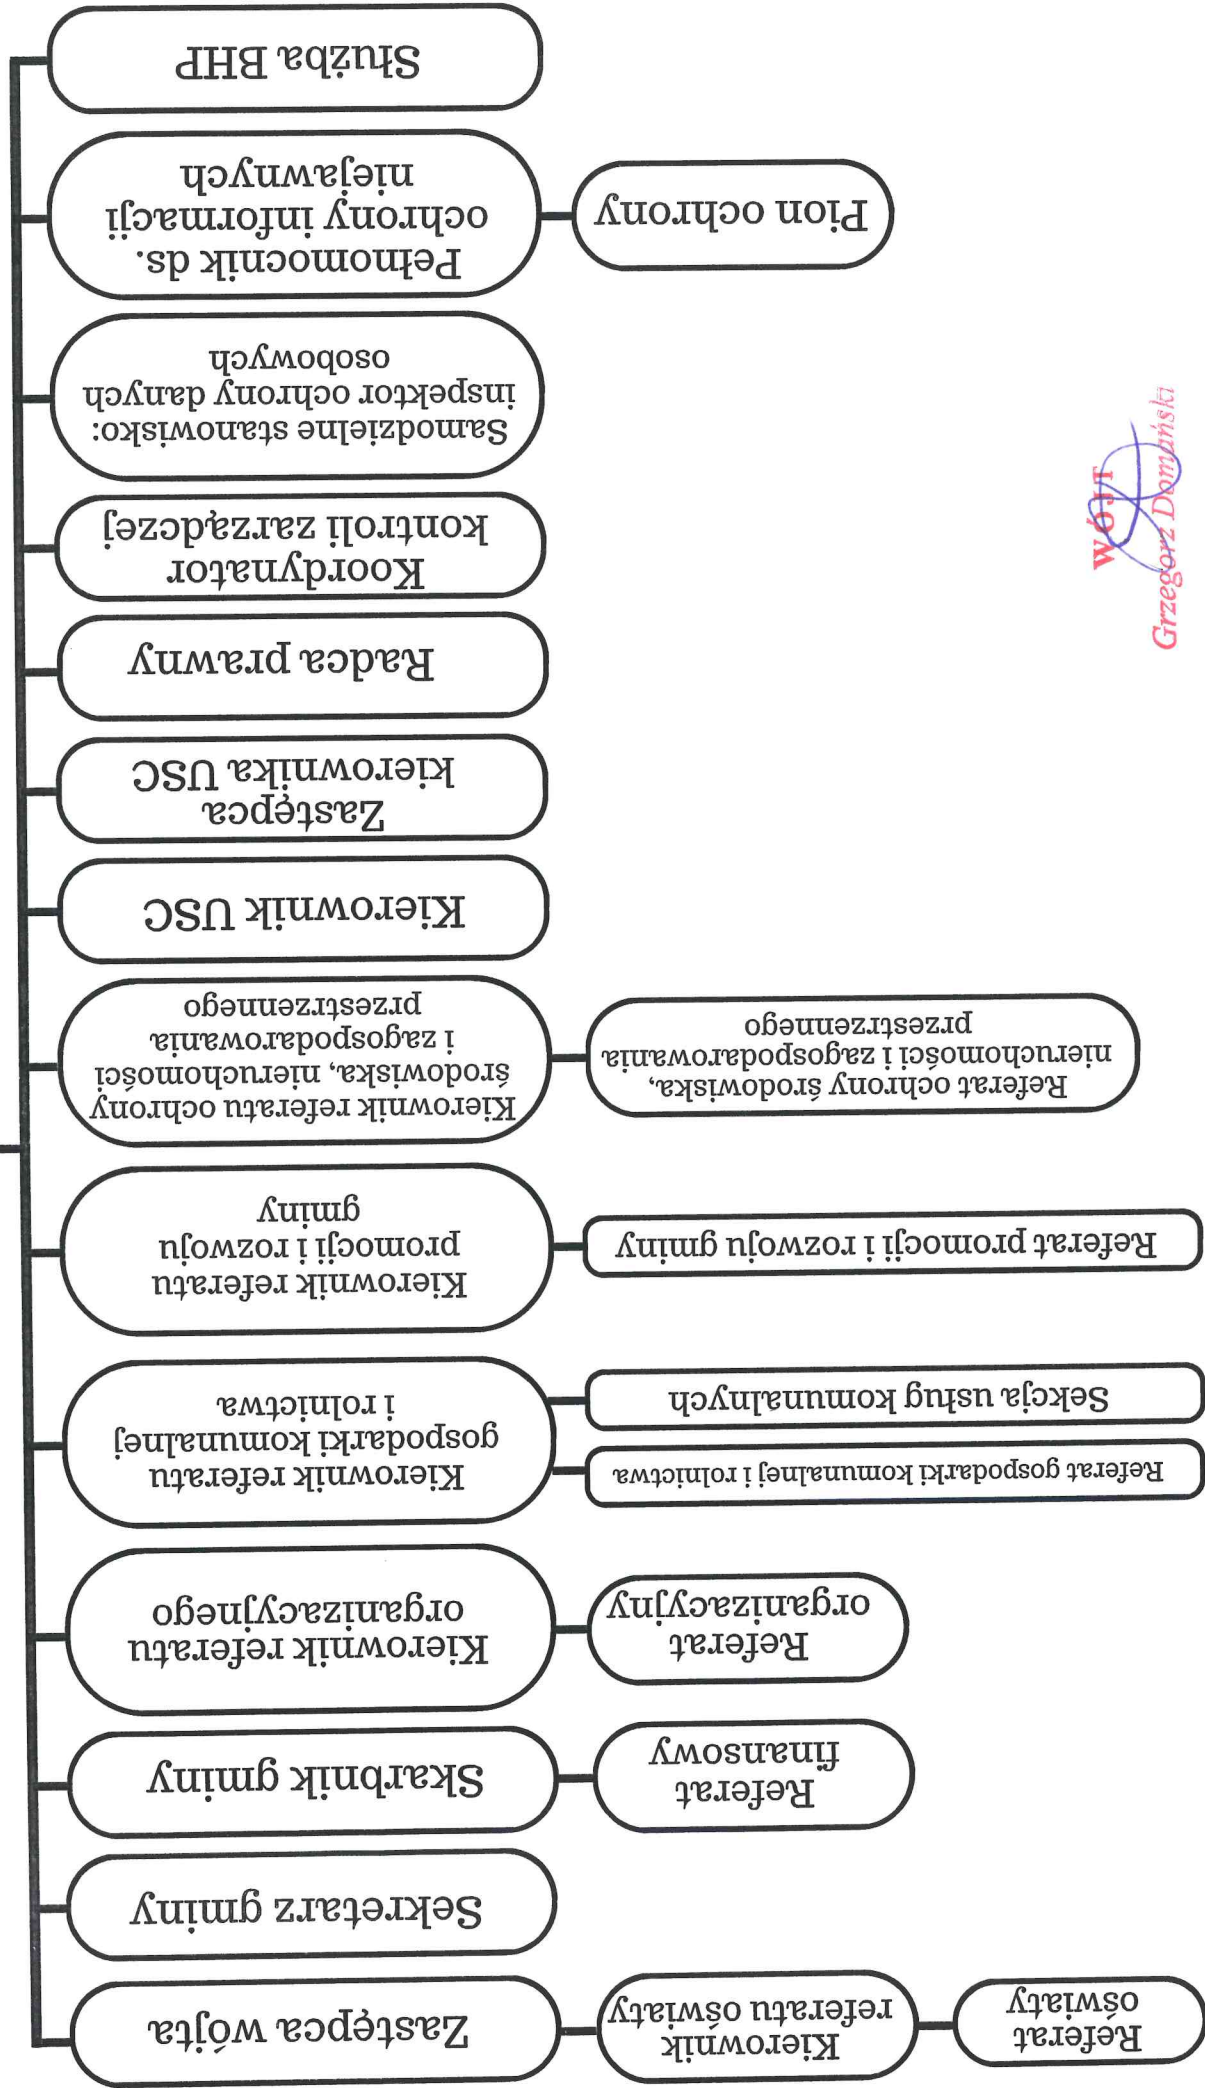 Zastępca wójta
Kierownik
referatu oświaty
Referat
oświaty
Sekretarz gminy
Skarbnik gminy
Referat
finansowy
Kierownik referatu
organizacyjnego
Referat
organizacyjny
Kierownik referatu
gospodarki komunalnej
i rolnictwa
Referat gospodarki komunalnej i rolnictwa
Sekcja usług komunalnych
Kierownik referatu
promocji i rozwoju
gminy
Referat promocji i rozwoju gminy
Kierownik referatu ochrony
środowiska, nieruchomości
i zagospodarowania
przestrzennego
Referat ochrony środowiska,
nieruchomości i zagospodarowania
przestrzennego
Kierownik USC
Zastępca
kierownika USC
Radca prawny
Koordynator
kontroli zarządczej
Samodzielne stanowisko:
inspektor ochrony danych
osobowych
Pełnomocnik ds.
ochrony informacji
niejawnych
Pion ochrony
Służba BHP
WÓJT
Grzegorz Domański